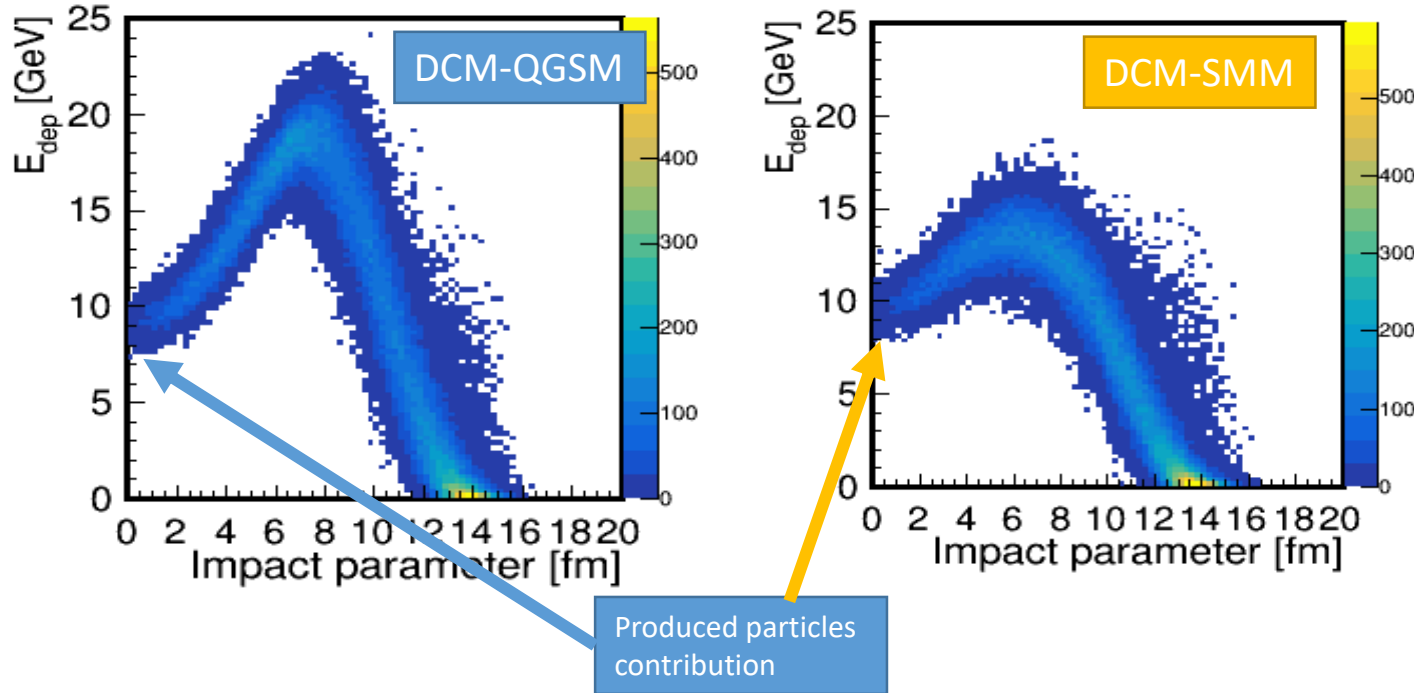 DCM-QGSM
E_dep [GeV]
25
20
15
10
5
0
0 2 4 6 8 10 12 14 16 18 20
Impact parameter [fm]
500
400
300
200
100
0
DCM-SMM
E_dep [GeV]
25
20
15
10
5
0
0 2 4 6 8 10 12 14 16 18 20
Impact parameter [fm]
500
400
300
200
100
0
Produced particles
contribution